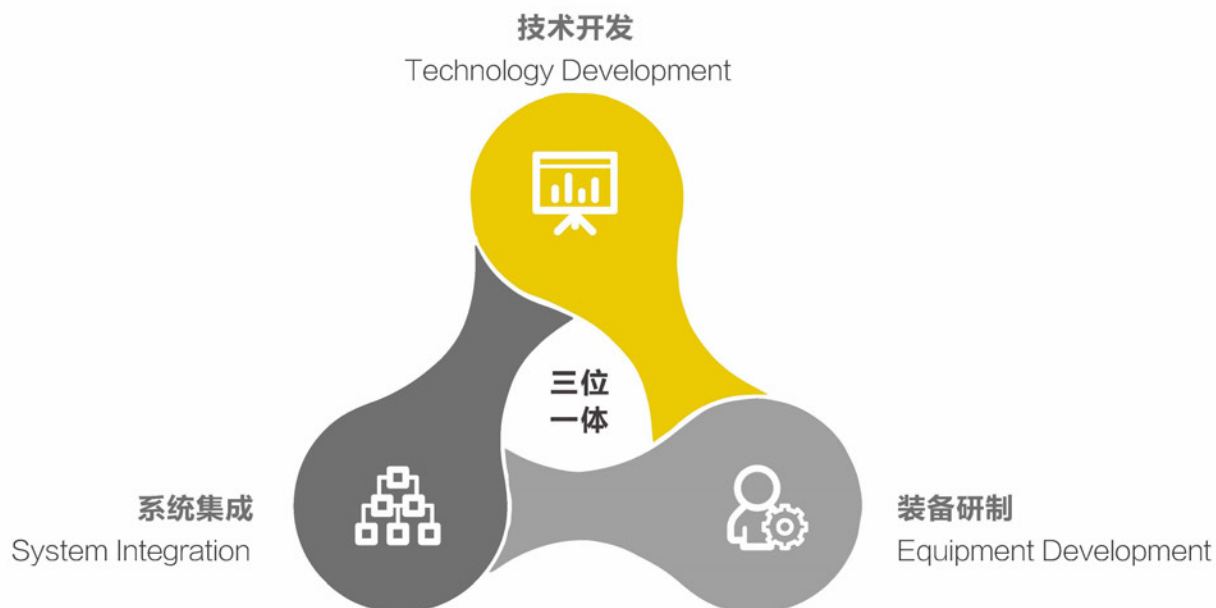 技术开发
Technology Development
三位
一体
系统集成
System Integration
装备研制
Equipment Development